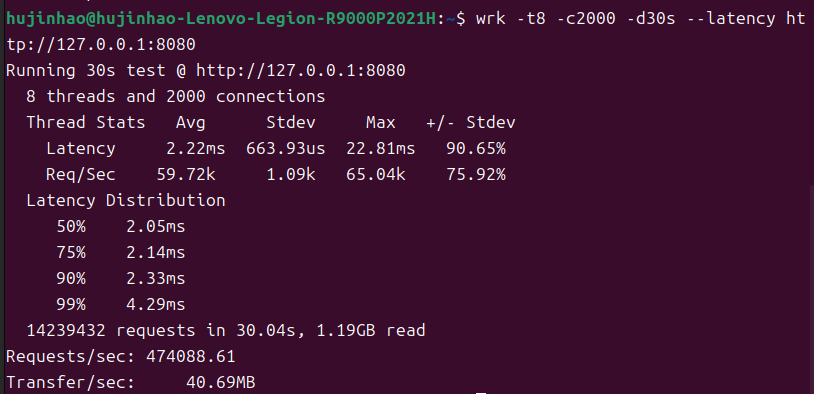 hujinhao@hujinhao-Lenovo-Legion-R9000P2021H:~$ wrk -t8 -c2000 -d30s --latency ht
tp://127.0.0.1:8080
Running 30s test @ http://127.0.0.1:8080
  8 threads and 2000 connections
  Thread Stats   Avg      Stdev     Max   +/- Stdev
    Latency     2.22ms  663.93us  22.81ms   90.65%
    Req/Sec    59.72k     1.09k   65.04k    75.92%
  Latency Distribution
     50%    2.05ms
     75%    2.14ms
     90%    2.33ms
     99%    4.29ms
  14239432 requests in 30.04s, 1.19GB read
Requests/sec: 474088.61
Transfer/sec:     40.69MB